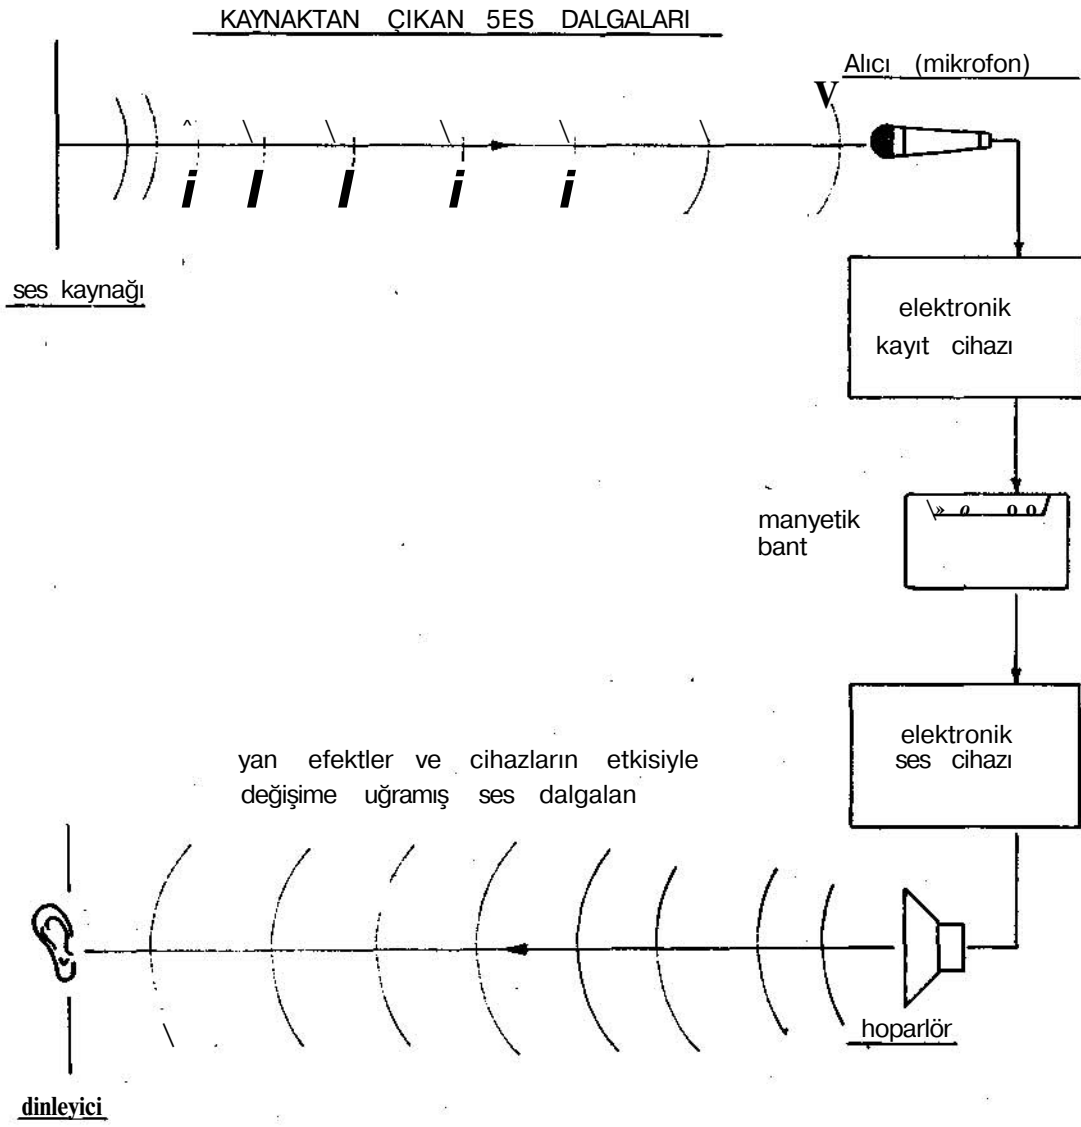 KAYNAKTAN ÇIKAN 5ES DALGALARI
Alıcı (mikrofon)
V
i I I i i
ses kaynağı
elektronik
kayıt cihazı
manyetik
bant
elektronik
ses cihazı
yan efektler ve cihazların etkisiyle
değişime uğramış ses dalgalan
hoparlör
dinleyici